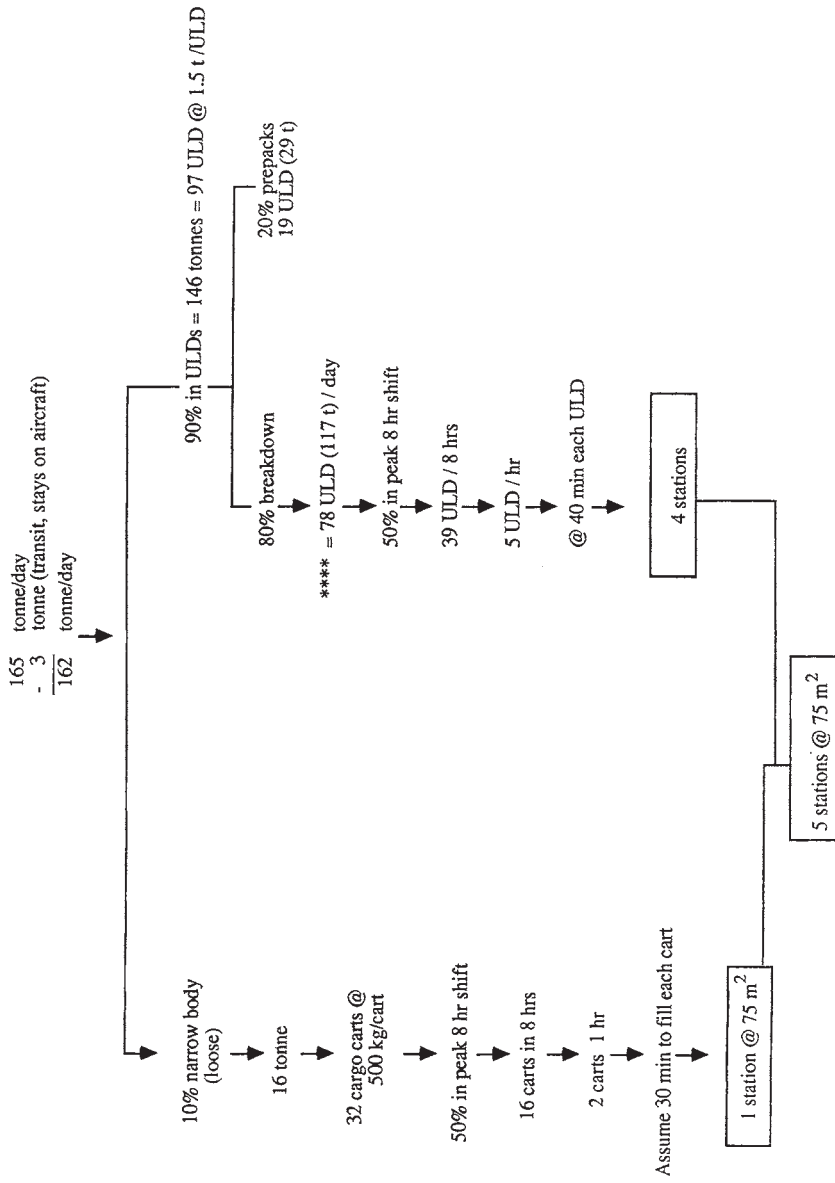 165 tonne/day
- 3 tonne (transit, stays on aircraft)
162 tonne/day
10% narrow body
(loose)
16 tonne
32 cargo carts @
500 kg/cart
50% in peak 8 hr shift
16 carts in 8 hrs
2 carts 1 hr
Assume 30 min to fill each cart
1 station @ 75 m²
90% in ULDs = 146 tonnes = 97 ULD @ 1.5 t /ULD
80% breakdown
**** = 78 ULD (117 t) / day
50% in peak 8 hr shift
39 ULD / 8 hrs
5 ULD / hr
@ 40 min each ULD
4 stations
20% prepacks
19 ULD (29 t)
5 stations @ 75 m²